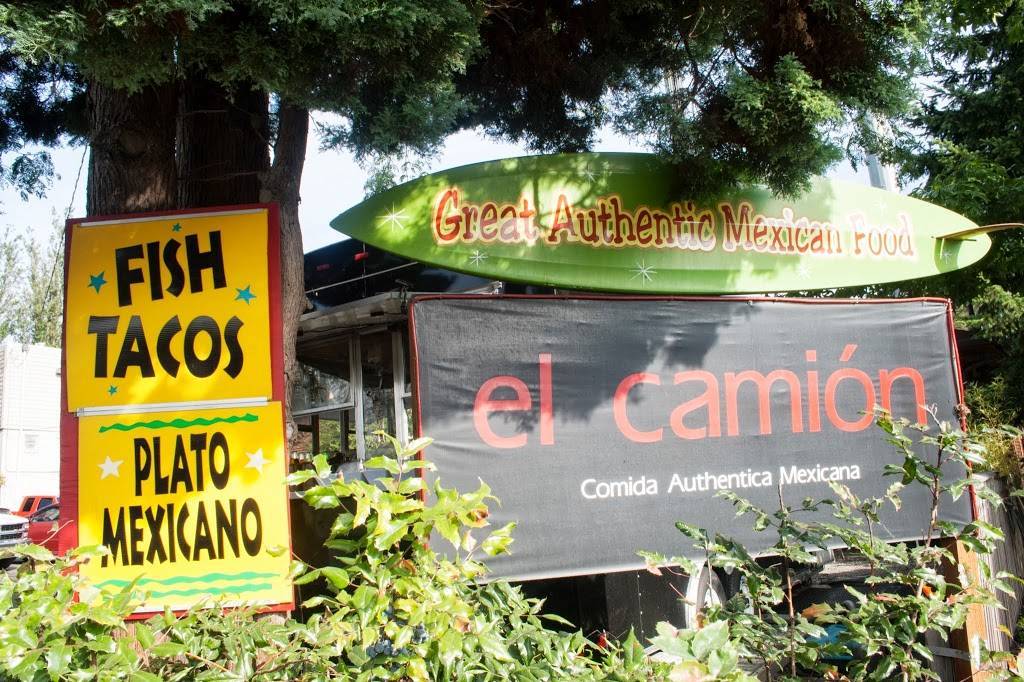 FISH
TACOS
PLATO
MEXICANO
Great Authentic Mexican Food
el camión
Comida Authentica Mexicana